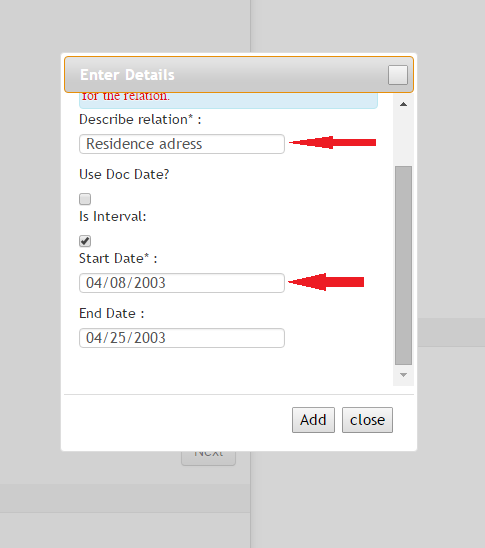 Enter Details
for the relation.
Describe relation* :
Residence adress
Use Doc Date?
Is Interval:
Start Date* :
04/08/2003
End Date :
04/25/2003
Add close
Next